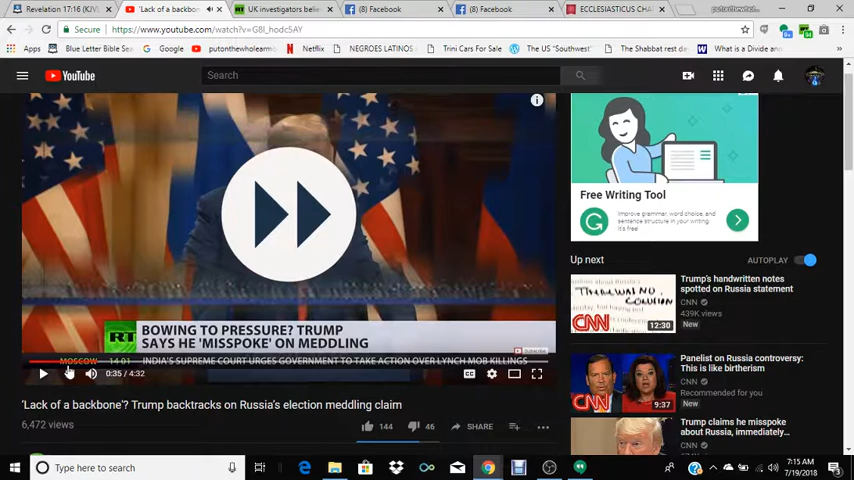 Revelation 17:16 (KJV)
'Lack of a backbon
UK investigators believ
(8) Facebook
(8) Facebook
ECCLESIASTICUS CHA
putonthewhol
Secure
https://www.youtube.com/watch?v=G8I_hodc5AY
Netflix
Blue Letter Bible Sea
Google
putonthewholearmo
NEGROES LATINOS
Trini Cars For Sale
The US "Southwest"
The Shabbat rest da
What is a Divide an
YouTube
Search
RT
BOWING TO PRESSURE? TRUMP
SAYS HE 'MISSPOKE' ON MEDDLING
Subscribe
MOSCOW 14:01 INDIA'S SUPREME COURT URGES GOVERNMENT TO TAKE ACTION OVER LYNCH MOB KILLINGS
0:35 / 4:32
CC
'Lack of a backbone'? Trump backtracks on Russia's election meddling claim
6,472 views
144
46
SHARE
Free Writing Tool
Improve grammar, word choice, and
sentence structure in your writing.
It's free!
Up next
AUTOPLAY
CNN
12:30
Trump's handwritten notes
spotted on Russia statement
CNN
439K views
New
CNN
9:37
Panelist on Russia controversy:
This is like birtherism
CNN
Recommended for you
New
Trump claims he misspoke
about Russia, immediately...
CNN
Type here to search
7:15 AM
7/19/2018